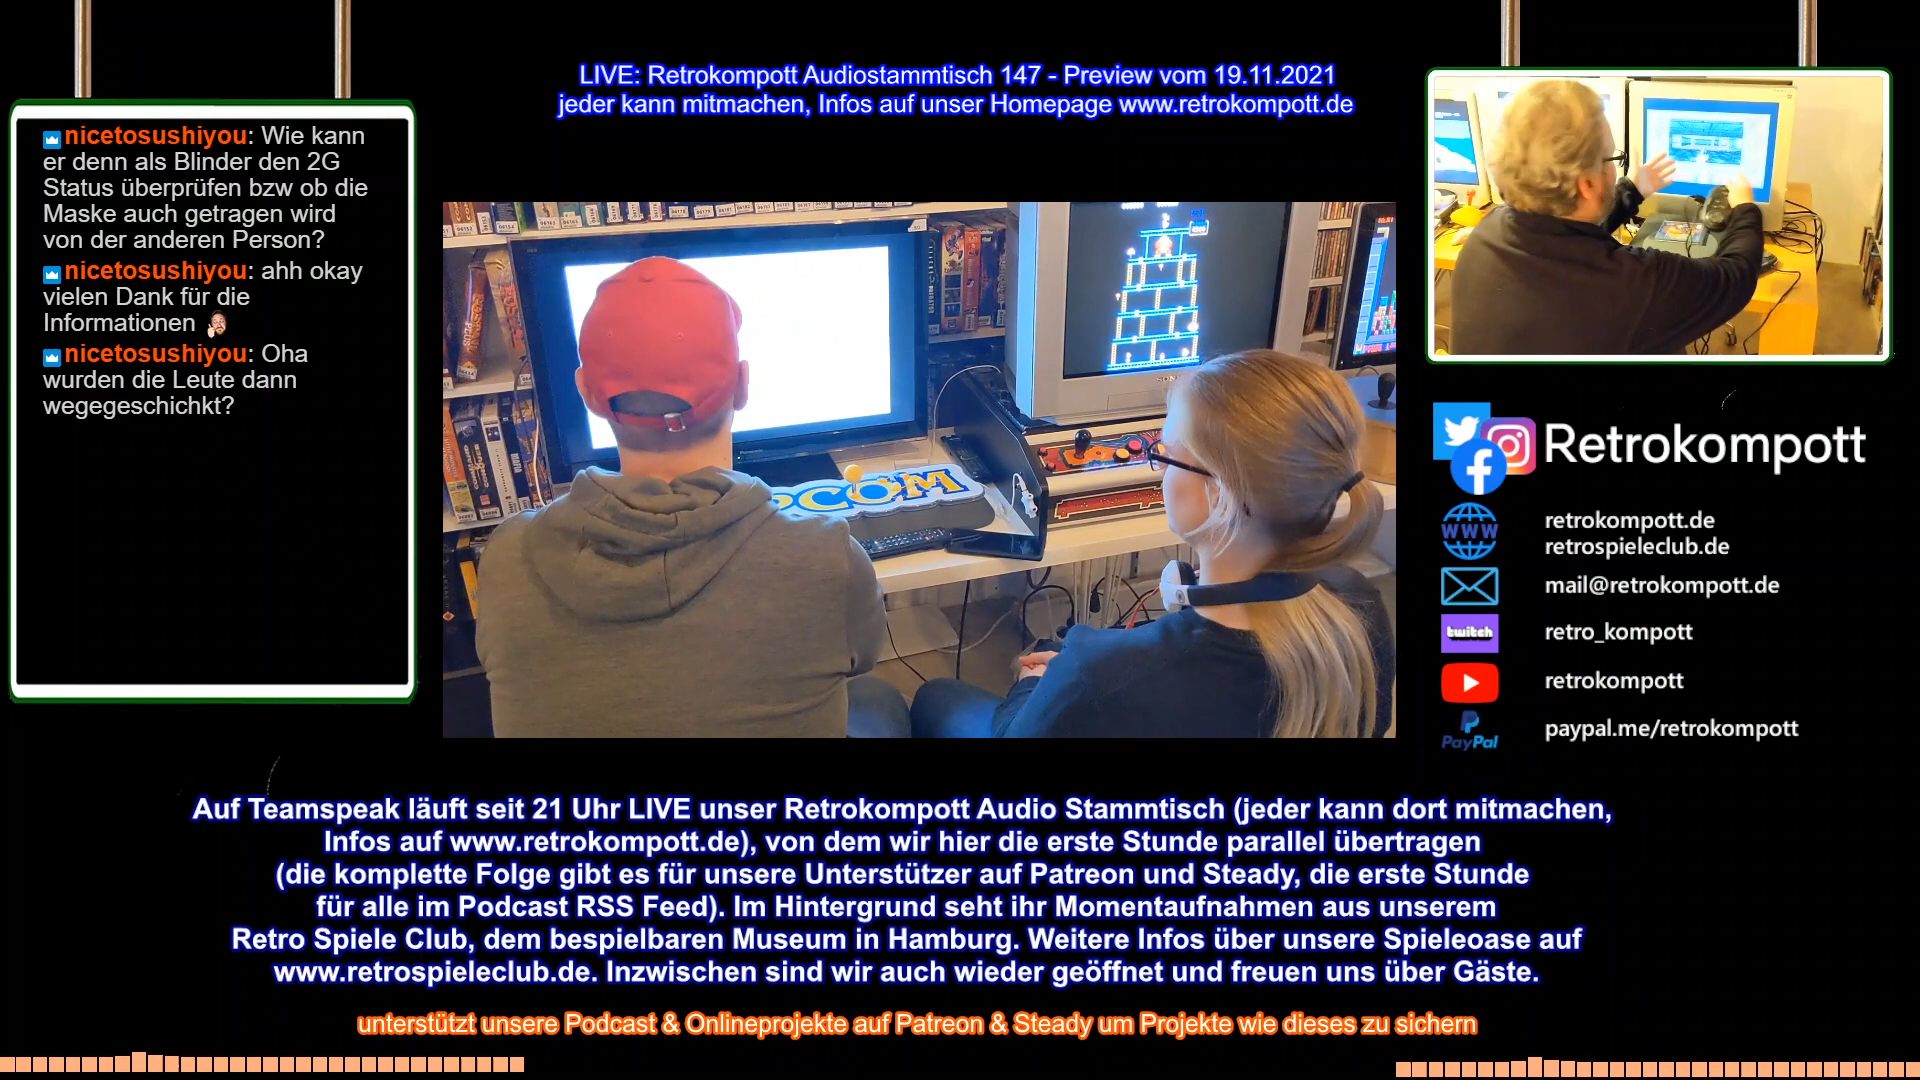 LIVE: Retrokompott Audiostammtisch 147 - Preview vom 19.11.2021
jeder kann mitmachen, Infos auf unser Homepage www.retrokompott.de
nicetosushiyou: Wie kann
er denn als Blinder den 2G
Status überprüfen bzw ob die
Maske auch getragen wird
von der anderen Person?
nicetosushiyou: ahh okay
vielen Dank für die
Informationen
nicetosushiyou: Oha
wurden die Leute dann
wegegeschichkt?
PCOM
SONY
Retrokompott
WWW
retrokompott.de
retrospieleclub.de
mail@retrokompott.de
twitch
retro_kompott
retrokompott
PayPal
paypal.me/retrokompott
Auf Teamspeak läuft seit 21 Uhr LIVE unser Retrokompott Audio Stammtisch (jeder kann dort mitmachen,
Infos auf www.retrokompott.de), von dem wir hier die erste Stunde parallel übertragen
(die komplette Folge gibt es für unsere Unterstützer auf Patreon und Steady, die erste Stunde
für alle im Podcast RSS Feed). Im Hintergrund seht ihr Momentaufnahmen aus unserem
Retro Spiele Club, dem bespielbaren Museum in Hamburg. Weitere Infos über unsere Spieleoase auf
www.retrospieleclub.de. Inzwischen sind wir auch wieder geöffnet und freuen uns über Gäste.
unterstützt unsere Podcast & Onlineprojekte auf Patreon & Steady um Projekte wie dieses zu sichern